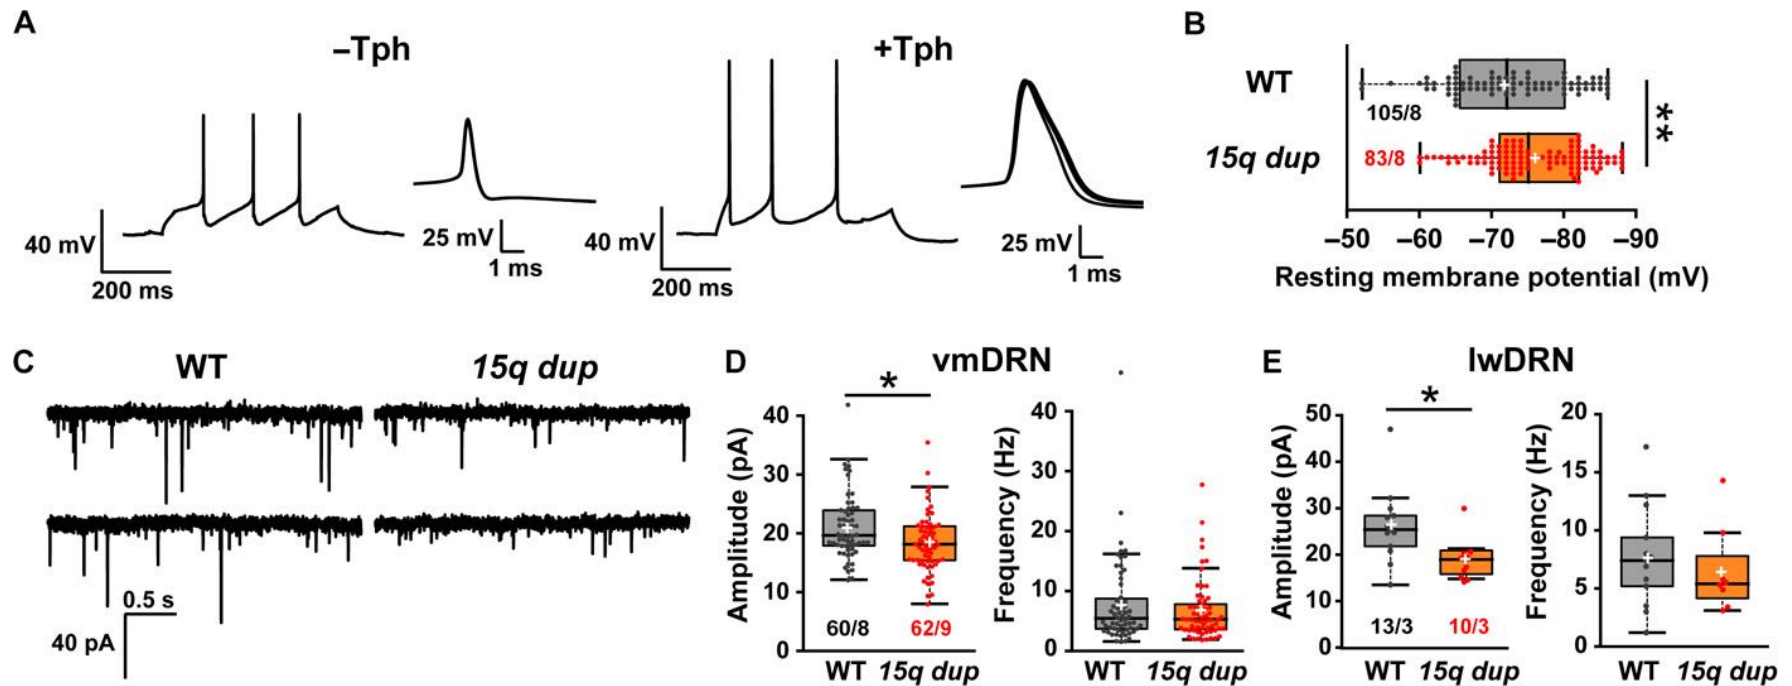 A
–Tph
+Tph
40 mV
200 ms
25 mV
1 ms
40 mV
200 ms
25 mV
1 ms
B
WT
105/8
15q dup
83/8
**
–50 –60 –70 –80 –90
Resting membrane potential (mV)
C
WT
15q dup
0.5 s
40 pA
D
vmDRN
Amplitude (pA)
40
30
20
10
0
*
60/8
62/9
WT 15q dup
Frequency (Hz)
40
30
20
10
0
WT 15q dup
E
lwDRN
Amplitude (pA)
50
40
30
20
10
0
*
13/3
10/3
WT 15q dup
Frequency (Hz)
20
15
10
5
0
WT 15q dup